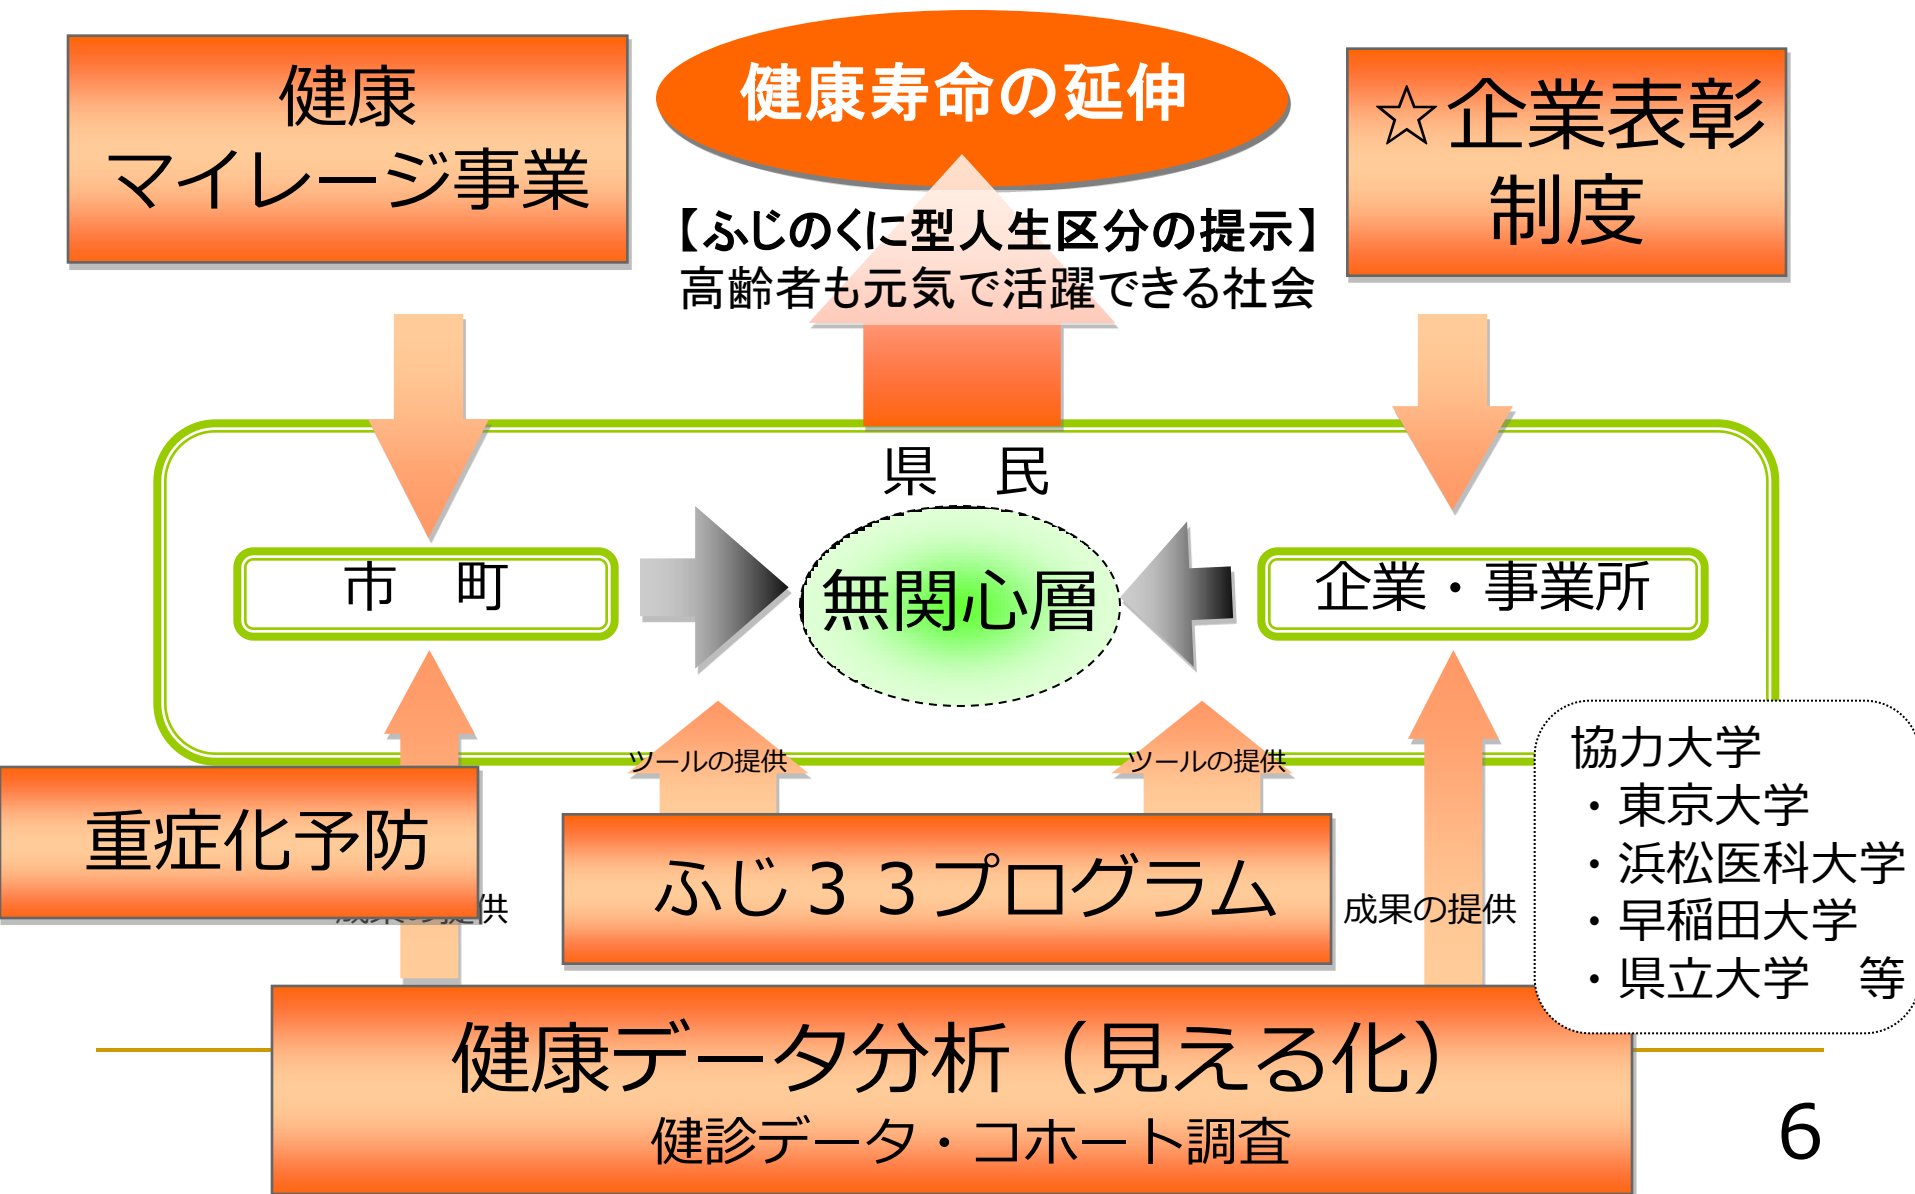 健康
マイレージ事業
健康寿命の延伸
☆企業表彰
制度
【ふじのくに型人生区分の提示】
高齢者も元気で活躍できる社会
県　民
市　町
無関心層
企業・事業所
ツールの提供
ツールの提供
重症化予防
ふじ３３プログラム
成果の提供
成果の提供
協力大学
・東京大学
・浜松医科大学
・早稲田大学
・県立大学　等
健康データ分析（見える化）
健診データ・コホート調査
6